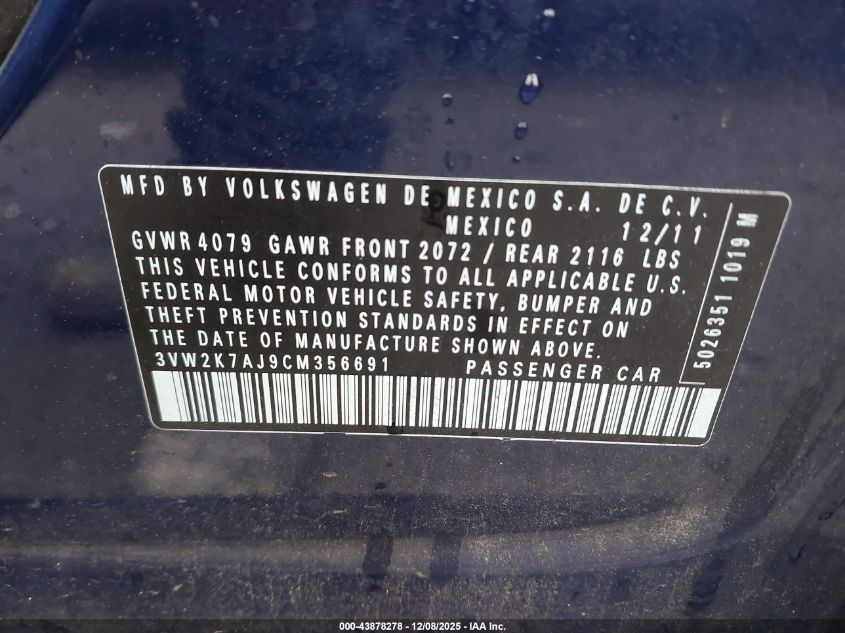 MFD BY VOLKSWAGEN DE MEXICO S.A. DE C.V.
MEXICO 12/11
GVWR 4079 GAWR FRONT 2072 / REAR 2116 LBS
THIS VEHICLE CONFORMS TO ALL APPLICABLE U.S.
FEDERAL MOTOR VEHICLE SAFETY, BUMPER AND
THEFT PREVENTION STANDARDS IN EFFECT ON
THE DATE OF MANUFACTURE SHOWN ABOVE.
3VW2K7AJ9CM356691 PASSENGER CAR
5026351 1019 M
000-43878278 - 12/08/2025 - IAA Inc.